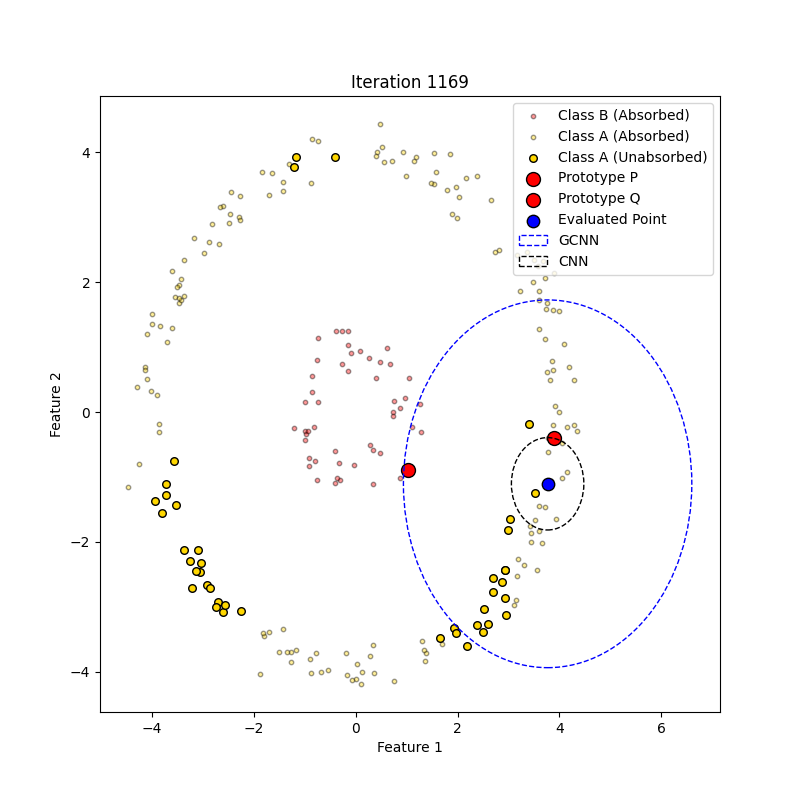 Iteration 1169
Class B (Absorbed)
Class A (Absorbed)
Class A (Unabsorbed)
Prototype P
Prototype Q
Evaluated Point
GCNN
CNN
4
2
0
−2
−4
Feature 2
−4
−2
0
2
4
6
Feature 1